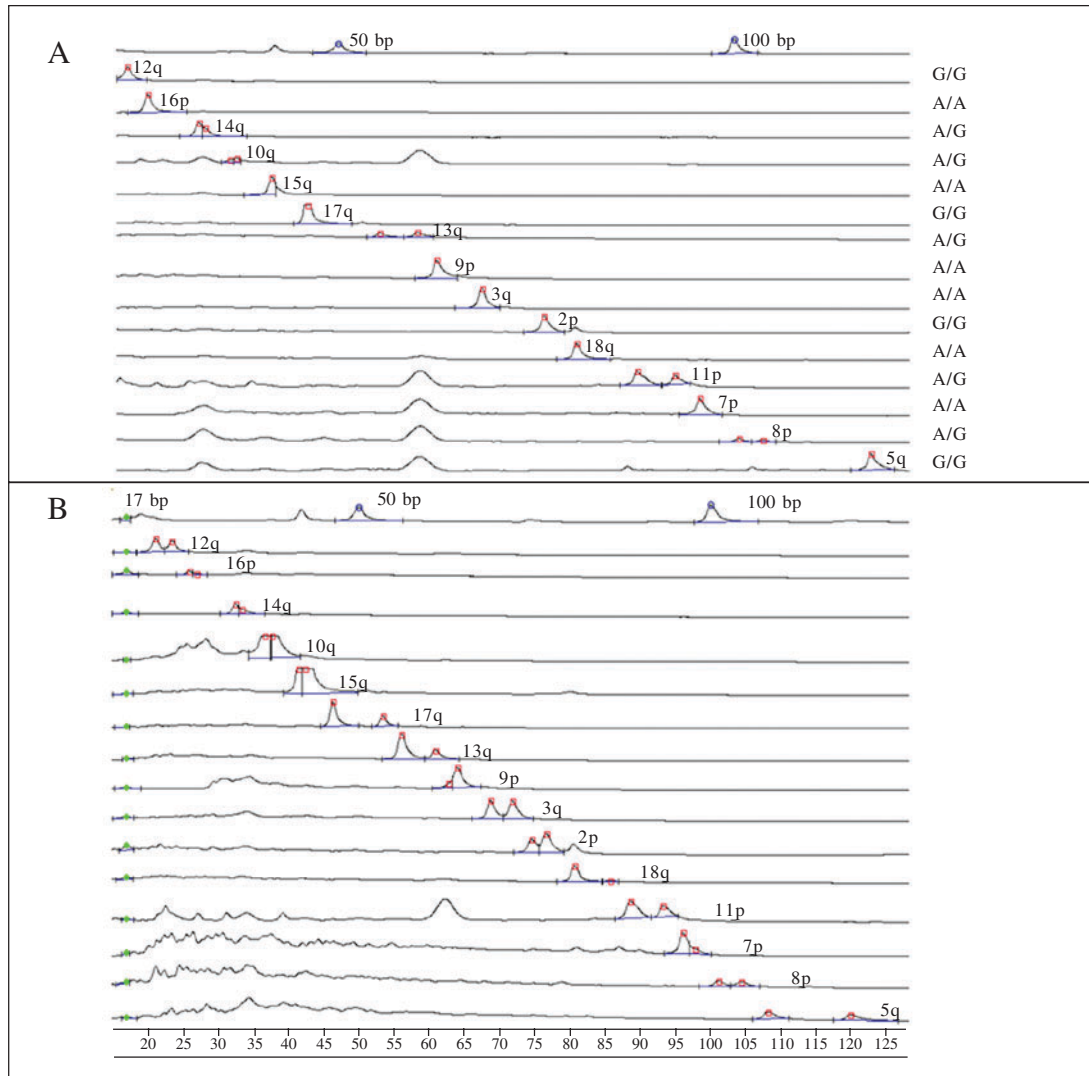 A
50 bp 100 bp
12q G/G
16p A/A
14q A/G
10q A/G
15q A/A
17q G/G
13q A/G
9p A/A
3q A/A
2p G/G
18q A/A
11p A/G
7p A/A
8p A/G
5q G/G
B
17 bp 50 bp 100 bp
12q
16p
14q
10q
15q
17q
13q
9p
3q
2p
18q
11p
7p
8p
5q
20 25 30 35 40 45 50 55 60 65 70 75 80 85 90 95 100 105 110 115 120 125